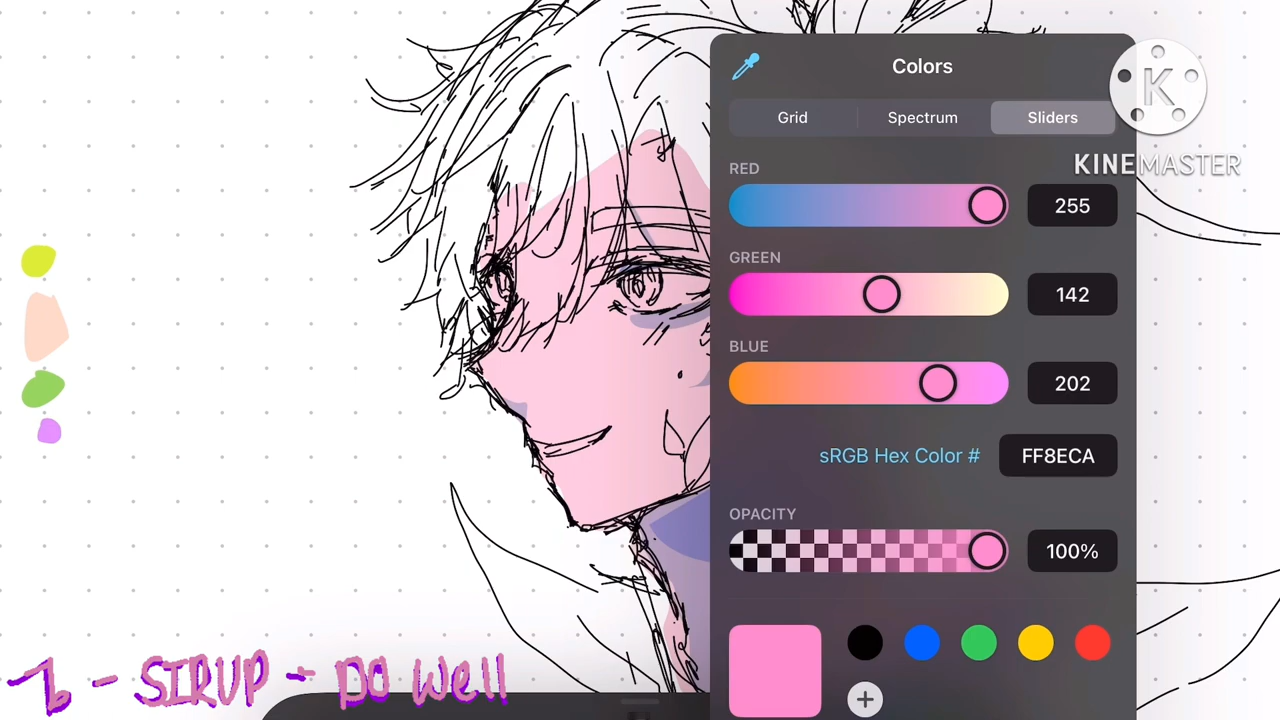 Colors
Grid Spectrum Sliders
K
KINEMASTER
RED
255
GREEN
142
BLUE
202
sRGB Hex Color # FF8ECA
OPACITY
100%
- SIRUP - DO Well